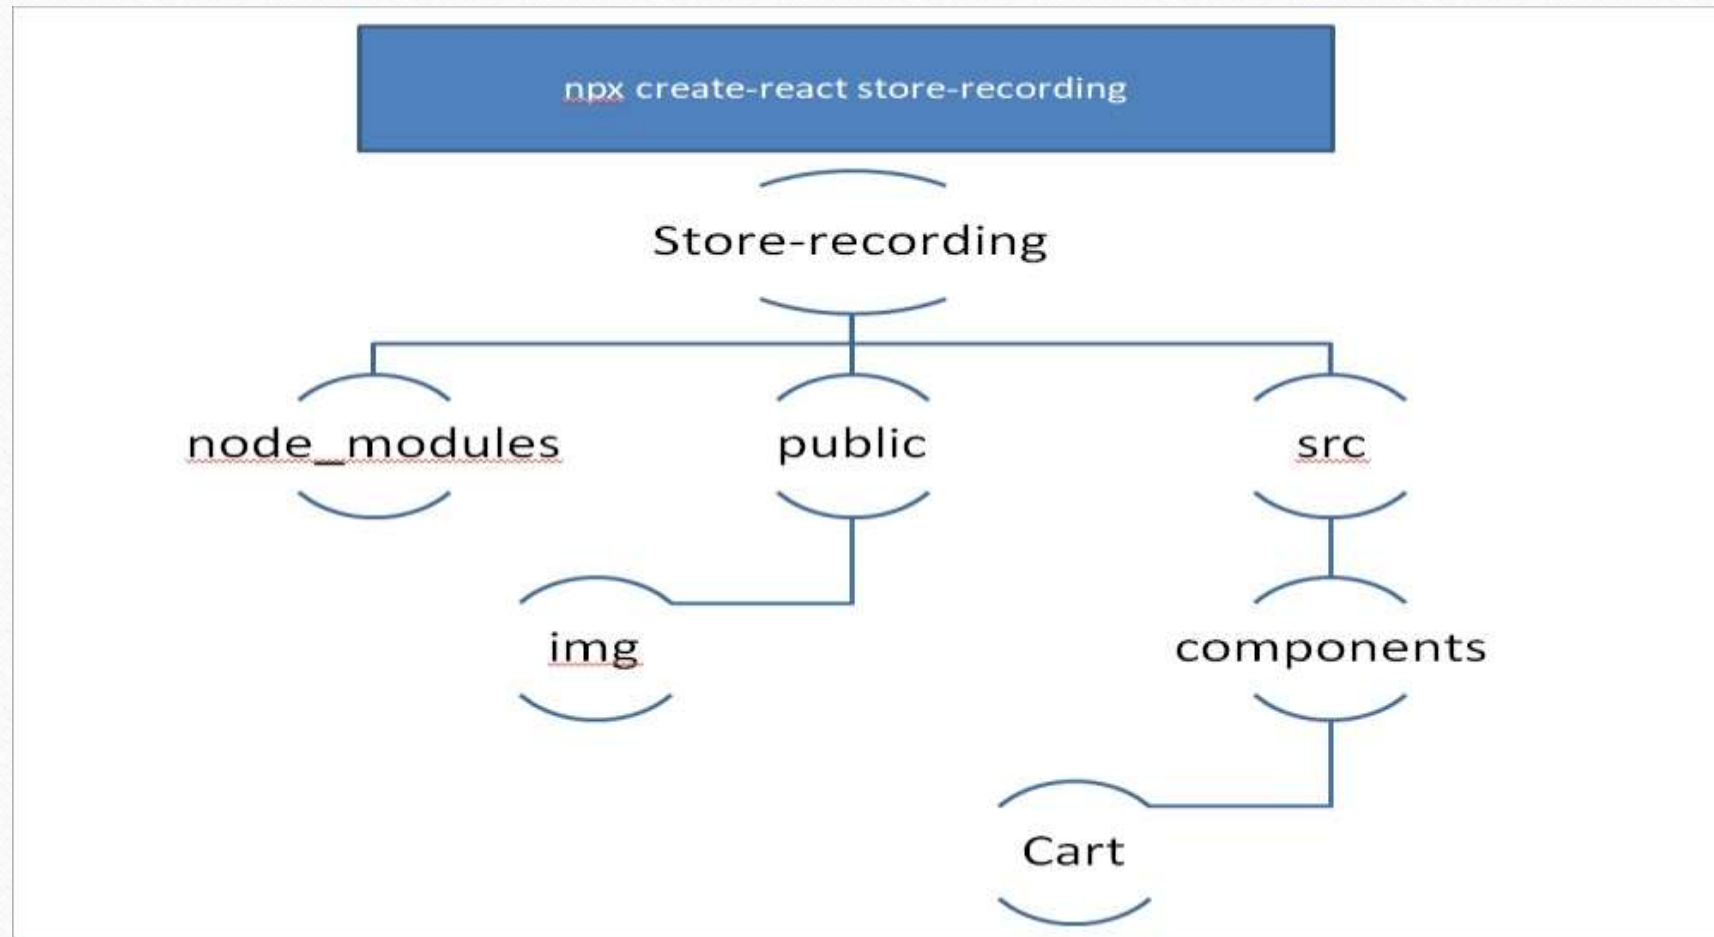 npx create-react store-recording
Store-recording
node_modules
public
src
img
components
Cart